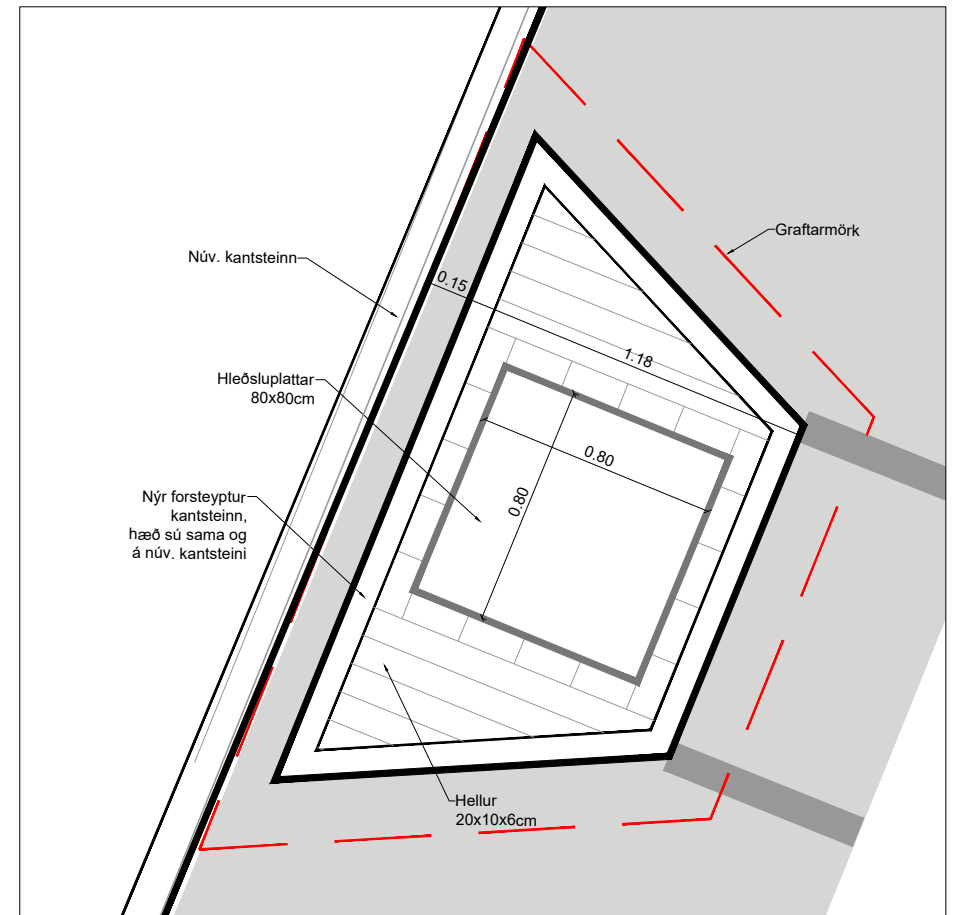 Graftarmörk
Núv. kantsteinn
0.15
1.18
Hleðsluplattar
80x80cm
0.80
0.80
Nýr forsteyptur
kantsteinn,
hæð sú sama og
á núv. kantsteini
Hellur
20x10x6cm